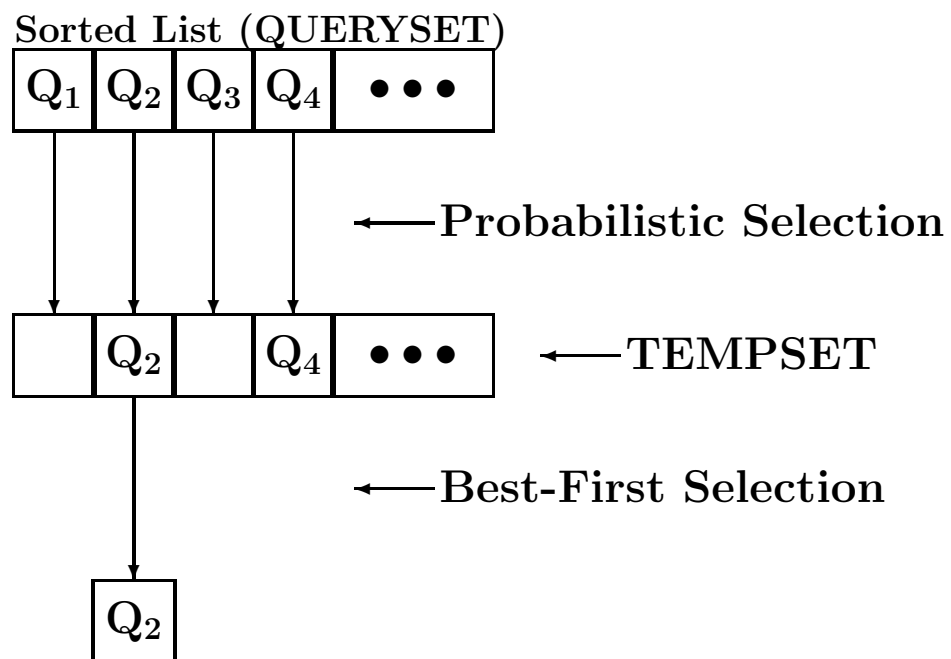 Sorted List (QUERYSET)
Q1 Q2 Q3 Q4 •••
Probabilistic Selection
Q2 Q4 •••
TEMPSET
Best-First Selection
Q2